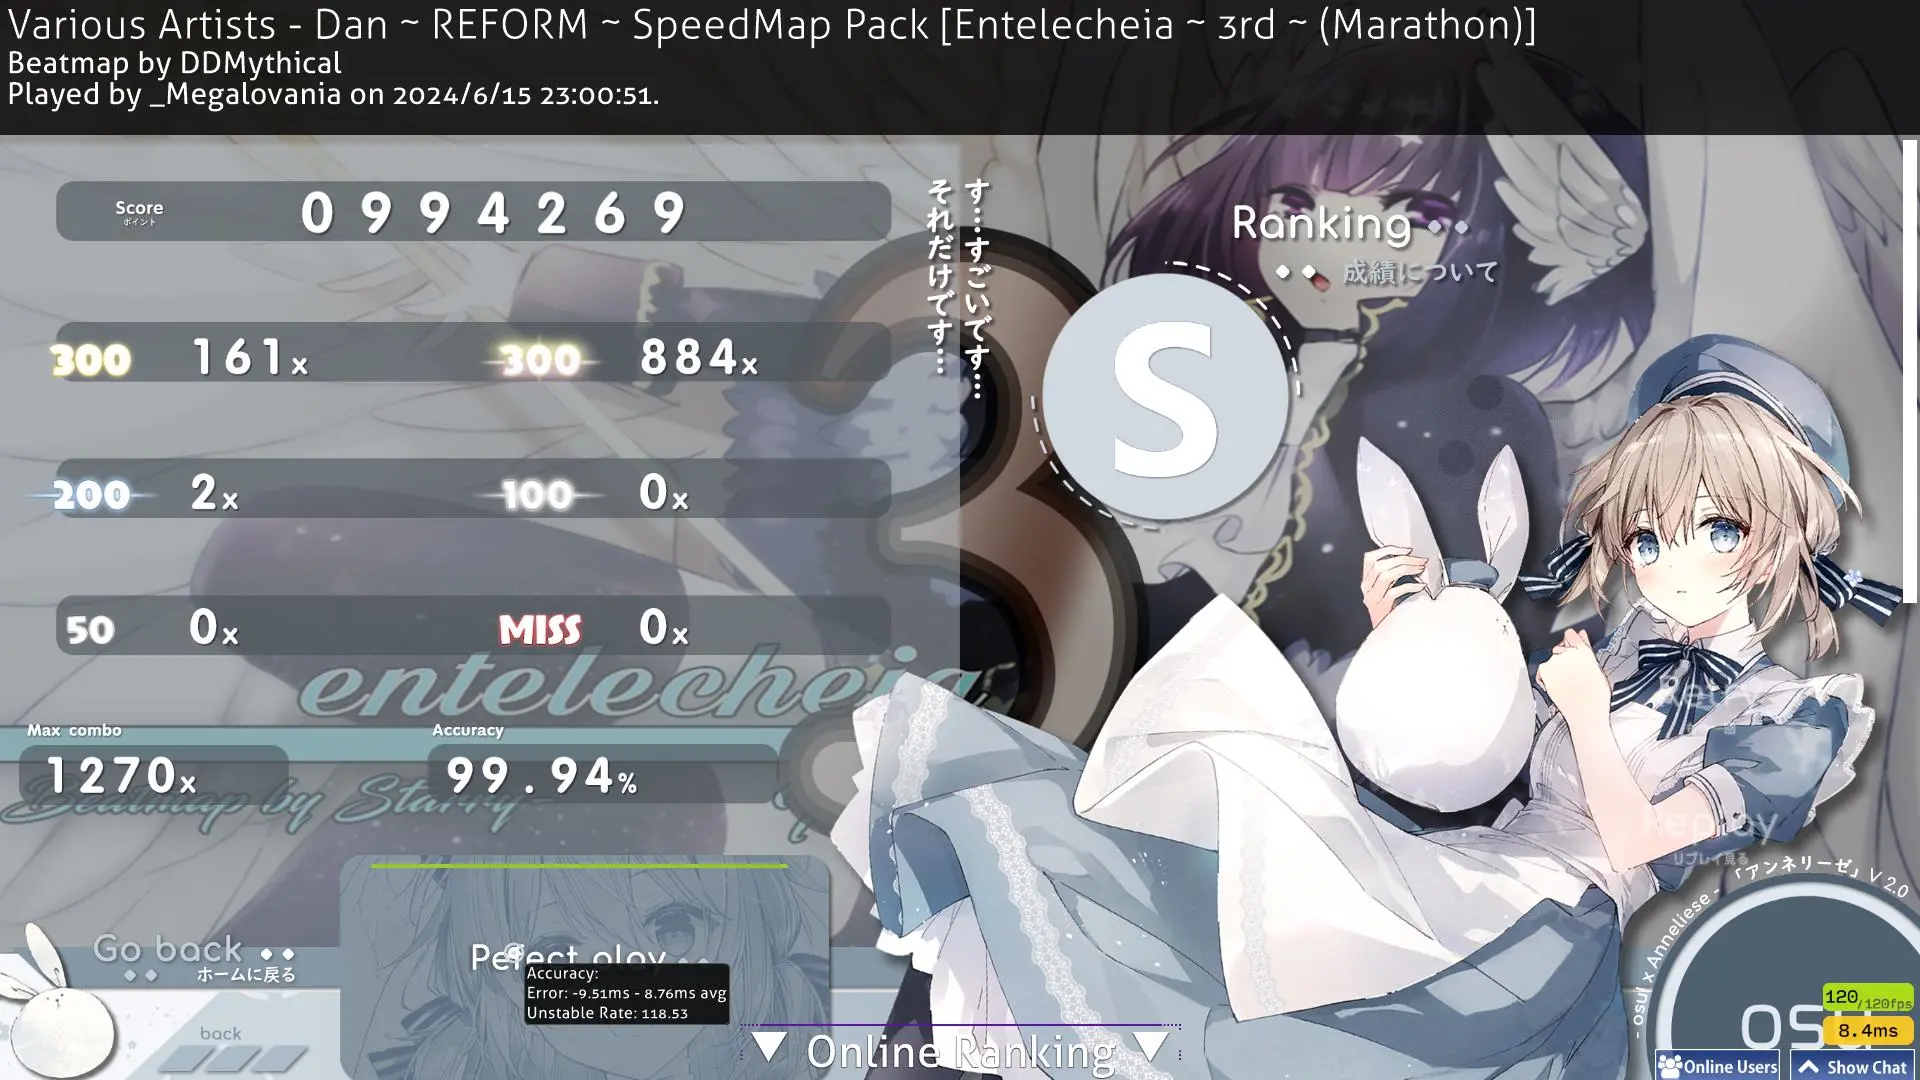 Various Artists - Dan ~ REFORM ~ SpeedMap Pack [Entelecheia ~ 3rd ~ (Marathon)]
Beatmap by DDMythical
Played by _Megalovania on 2024/6/15 23:00:51.
Score
ポイント
0994269
す…すごいです…
それだけです…
Ranking
成績について
S
300 161x
300 884x
200 2x
100 0x
50 0x
MISS 0x
3
entelecheia
Max combo
1270x
Accuracy
99.94%
Beatmap by Starry-
Replay
リプレイ見る
- osu! x Anneliese - 「アンネリーゼ」 V 2.0
Go back
ホームに戻る
back
Accuracy:
Error: -9.51ms - 8.76ms avg
Unstable Rate: 118.53
Online Ranking
120/120fps
8.4ms
Online Users
Show Chat